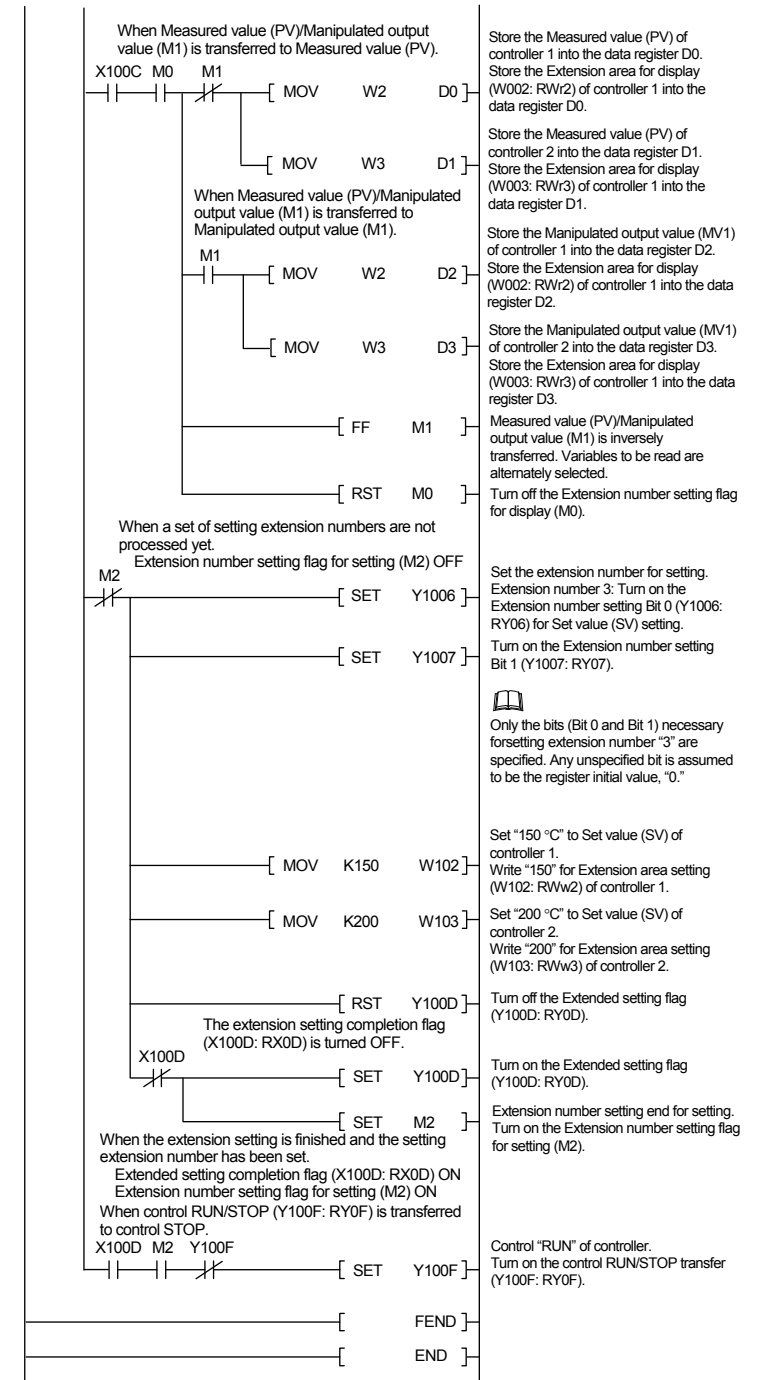 When Measured value (PV)/Manipulated output
value (M1) is transferred to Measured value (PV).
X100C M0 M1
MOV W2 D0
Store the Measured value (PV) of
controller 1 into the data register D0.
Store the Extension area for display
(W002: RWr2) of controller 1 into the
data register D0.
MOV W3 D1
Store the Measured value (PV) of
controller 2 into the data register D1.
Store the Extension area for display
(W003: RWr3) of controller 1 into the
data register D1.
When Measured value (PV)/Manipulated
output value (M1) is transferred to
Manipulated output value (M1).
M1
MOV W2 D2
Store the Manipulated output value (MV1)
of controller 1 into the data register D2.
Store the Extension area for display
(W002: RWr2) of controller 1 into the data
register D2.
MOV W3 D3
Store the Manipulated output value (MV1)
of controller 2 into the data register D3.
Store the Extension area for display
(W003: RWr3) of controller 1 into the data
register D3.
FF M1
Measured value (PV)/Manipulated
output value (M1) is inversely
transferred. Variables to be read are
alternately selected.
RST M0
Turn off the Extension number setting flag
for display (M0).
When a set of setting extension numbers are not
processed yet.
Extension number setting flag for setting (M2) OFF
M2
SET Y1006
Set the extension number for setting.
Extension number 3: Turn on the
Extension number setting Bit 0 (Y1006:
RY06) for Set value (SV) setting.
SET Y1007
Turn on the Extension number setting
Bit 1 (Y1007: RY07).
Only the bits (Bit 0 and Bit 1) necessary
forsetting extension number “3” are
specified. Any unspecified bit is assumed
to be the register initial value, “0.”
MOV K150 W102
Set “150 °C” to Set value (SV) of
controller 1.
Write “150” for Extension area setting
(W102: RWw2) of controller 1.
MOV K200 W103
Set “200 °C” to Set value (SV) of
controller 2.
Write “200” for Extension area setting
(W103: RWw3) of controller 2.
RST Y100D
Turn off the Extended setting flag
(Y100D: RY0D).
The extension setting completion flag
(X100D: RX0D) is turned OFF.
X100D
SET Y100D
Turn on the Extended setting flag
(Y100D: RY0D).
SET M2
Extension number setting end for setting.
Turn on the Extension number setting flag
for setting (M2).
When the extension setting is finished and the setting
extension number has been set.
Extended setting completion flag (X100D: RX0D) ON
Extension number setting flag for setting (M2) ON
When control RUN/STOP (Y100F: RY0F) is transferred
to control STOP.
X100D M2 Y100F
SET Y100F
Control “RUN” of controller.
Turn on the control RUN/STOP transfer
(Y100F: RY0F).
FEND
END